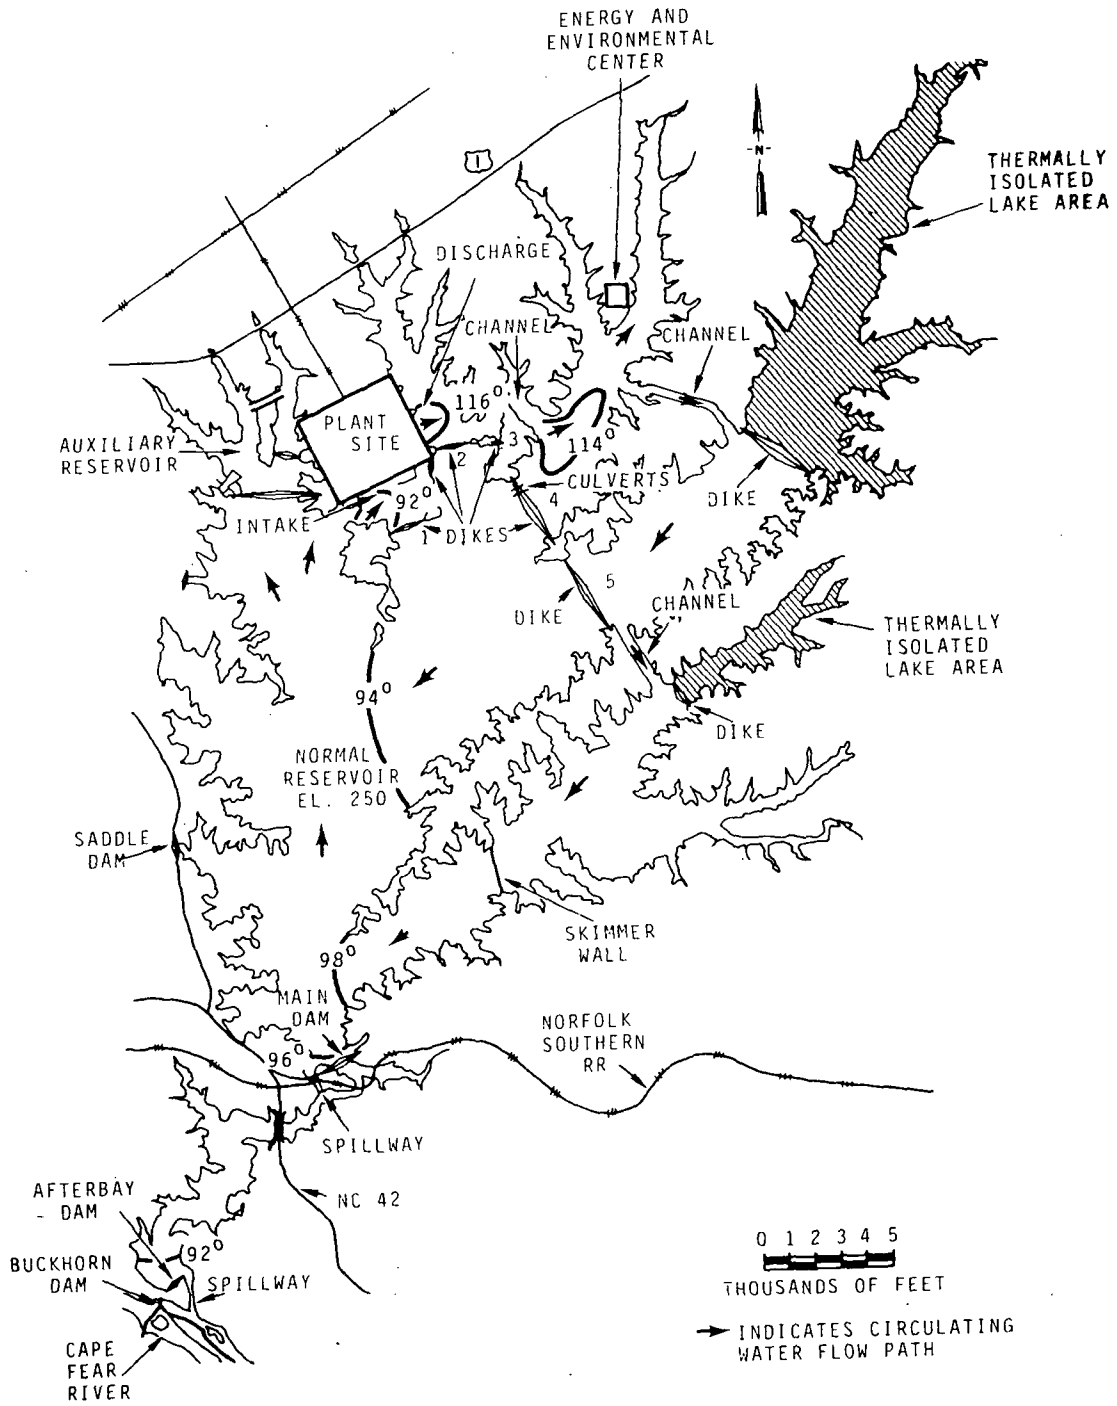 ENERGY AND
ENVIRONMENTAL
CENTER
1
-N-
THERMALLY
ISOLATED
LAKE AREA
DISCHARGE
CHANNEL
CHANNEL
116°
PLANT
SITE
AUXILIARY
RESERVOIR
2
3
114°
CULVERTS
92°
4
DIKE
INTAKE
1
DIKES
5
DIKE
CHANNEL
THERMALLY
ISOLATED
LAKE AREA
94°
DIKE
NORMAL
RESERVOIR
EL. 250
SADDLE
DAM
SKIMMER
WALL
98°
MAIN
DAM
NORFOLK
SOUTHERN
RR
96°
SPILLWAY
AFTERBAY
DAM
NC 42
92°
BUCKHORN
DAM
SPILLWAY
0 1 2 3 4 5
THOUSANDS OF FEET
INDICATES CIRCULATING
WATER FLOW PATH
CAPE
FEAR
RIVER